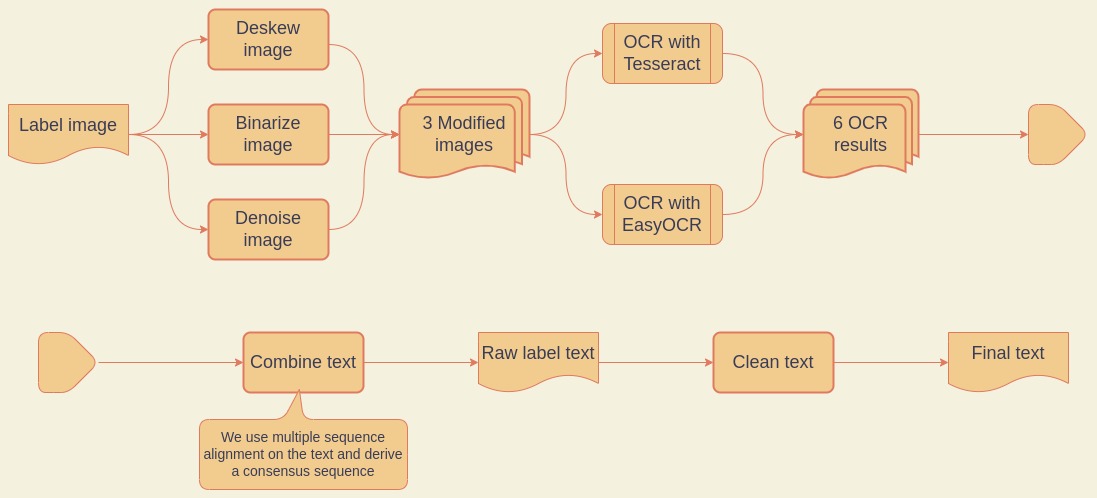 Label image
Deskew
image
Binarize
image
Denoise
image
3 Modified
images
OCR with
Tesseract
OCR with
EasyOCR
6 OCR
results
Combine text
We use multiple sequence
alignment on the text and derive
a consensus sequence
Raw label text
Clean text
Final text